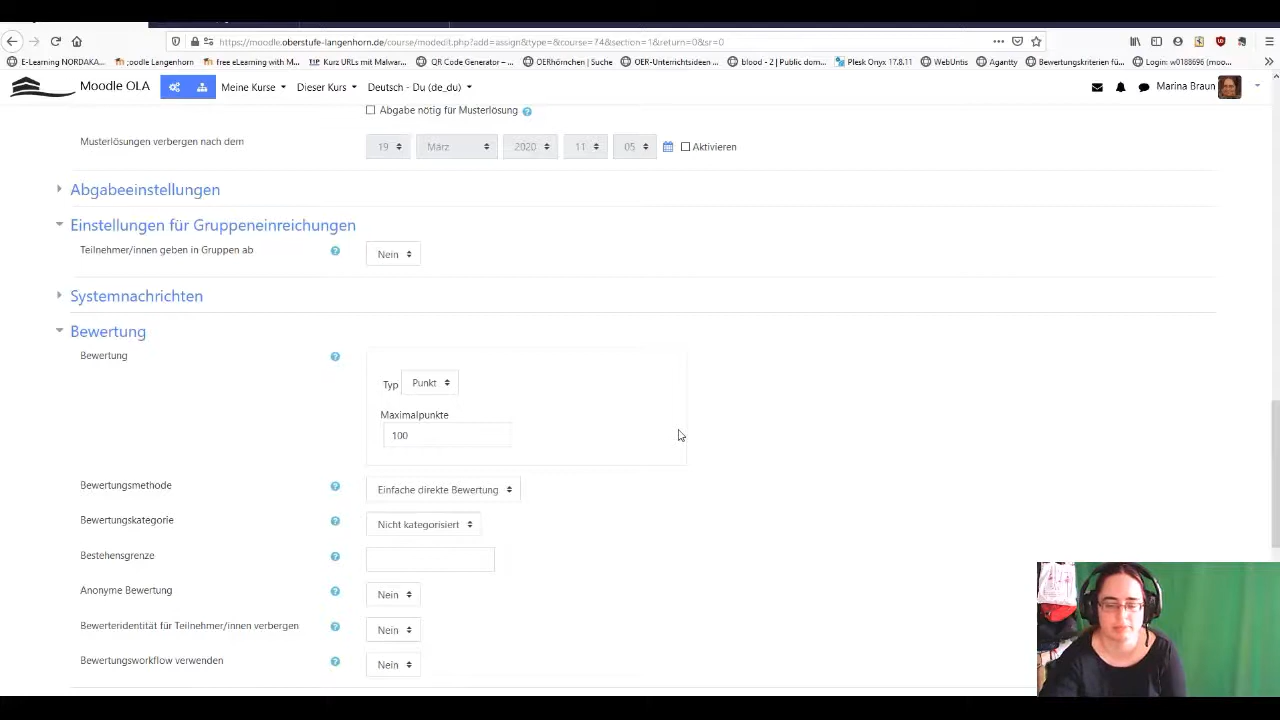 https://moodle.oberstufe-langenhorn.de/course/modedit.php?add=assign&type=&course=74&section=1&return=0&sr=0
E-Learning NORDAKA... ;oodle Langenhorn free eLearning with M... Kurz URLs mit Malwar... QR Code Generator – ... OERhörnchen | Suche OER-Unterrichtsideen ... blood - 2 | Public dom... Plesk Onyx 17.8.11 WebUntis Agantty Bewertungskriterien für... Login: w0188696 (moo...
Moodle OLA Meine Kurse Dieser Kurs Deutsch - Du (de_du) Marina Braun
Abgabe nötig für Musterlösung
Musterlösungen verbergen nach dem 19 März 2020 11 05 Aktivieren
Abgabeeinstellungen
Einstellungen für Gruppeneinreichungen
Teilnehmer/innen geben in Gruppen ab Nein
Systemnachrichten
Bewertung
Bewertung
Typ Punkt
Maximalpunkte
100
Bewertungsmethode Einfache direkte Bewertung
Bewertungskategorie Nicht kategorisiert
Bestehensgrenze
Anonyme Bewertung Nein
Bewerteridentität für Teilnehmer/innen verbergen Nein
Bewertungsworkflow verwenden Nein